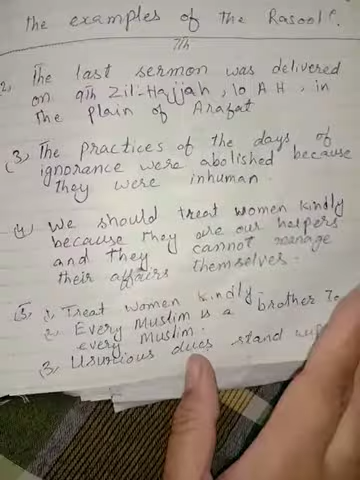 the examples of the Rasool?.
7th
2, The last sermon was delivered
on 9th Zil-Hajjah, 10 A H, in
the plain of Arafat
(3, The practices of the days of
ignorance were abolished because
they were inhuman.
4, We should treat women kindly
because they are our helpers
and they cannot manage
their affairs themselves.
5, 1, Treat women kindly.
2, Every Muslim is a brother to
every Muslim.
3, Usurious dues stand